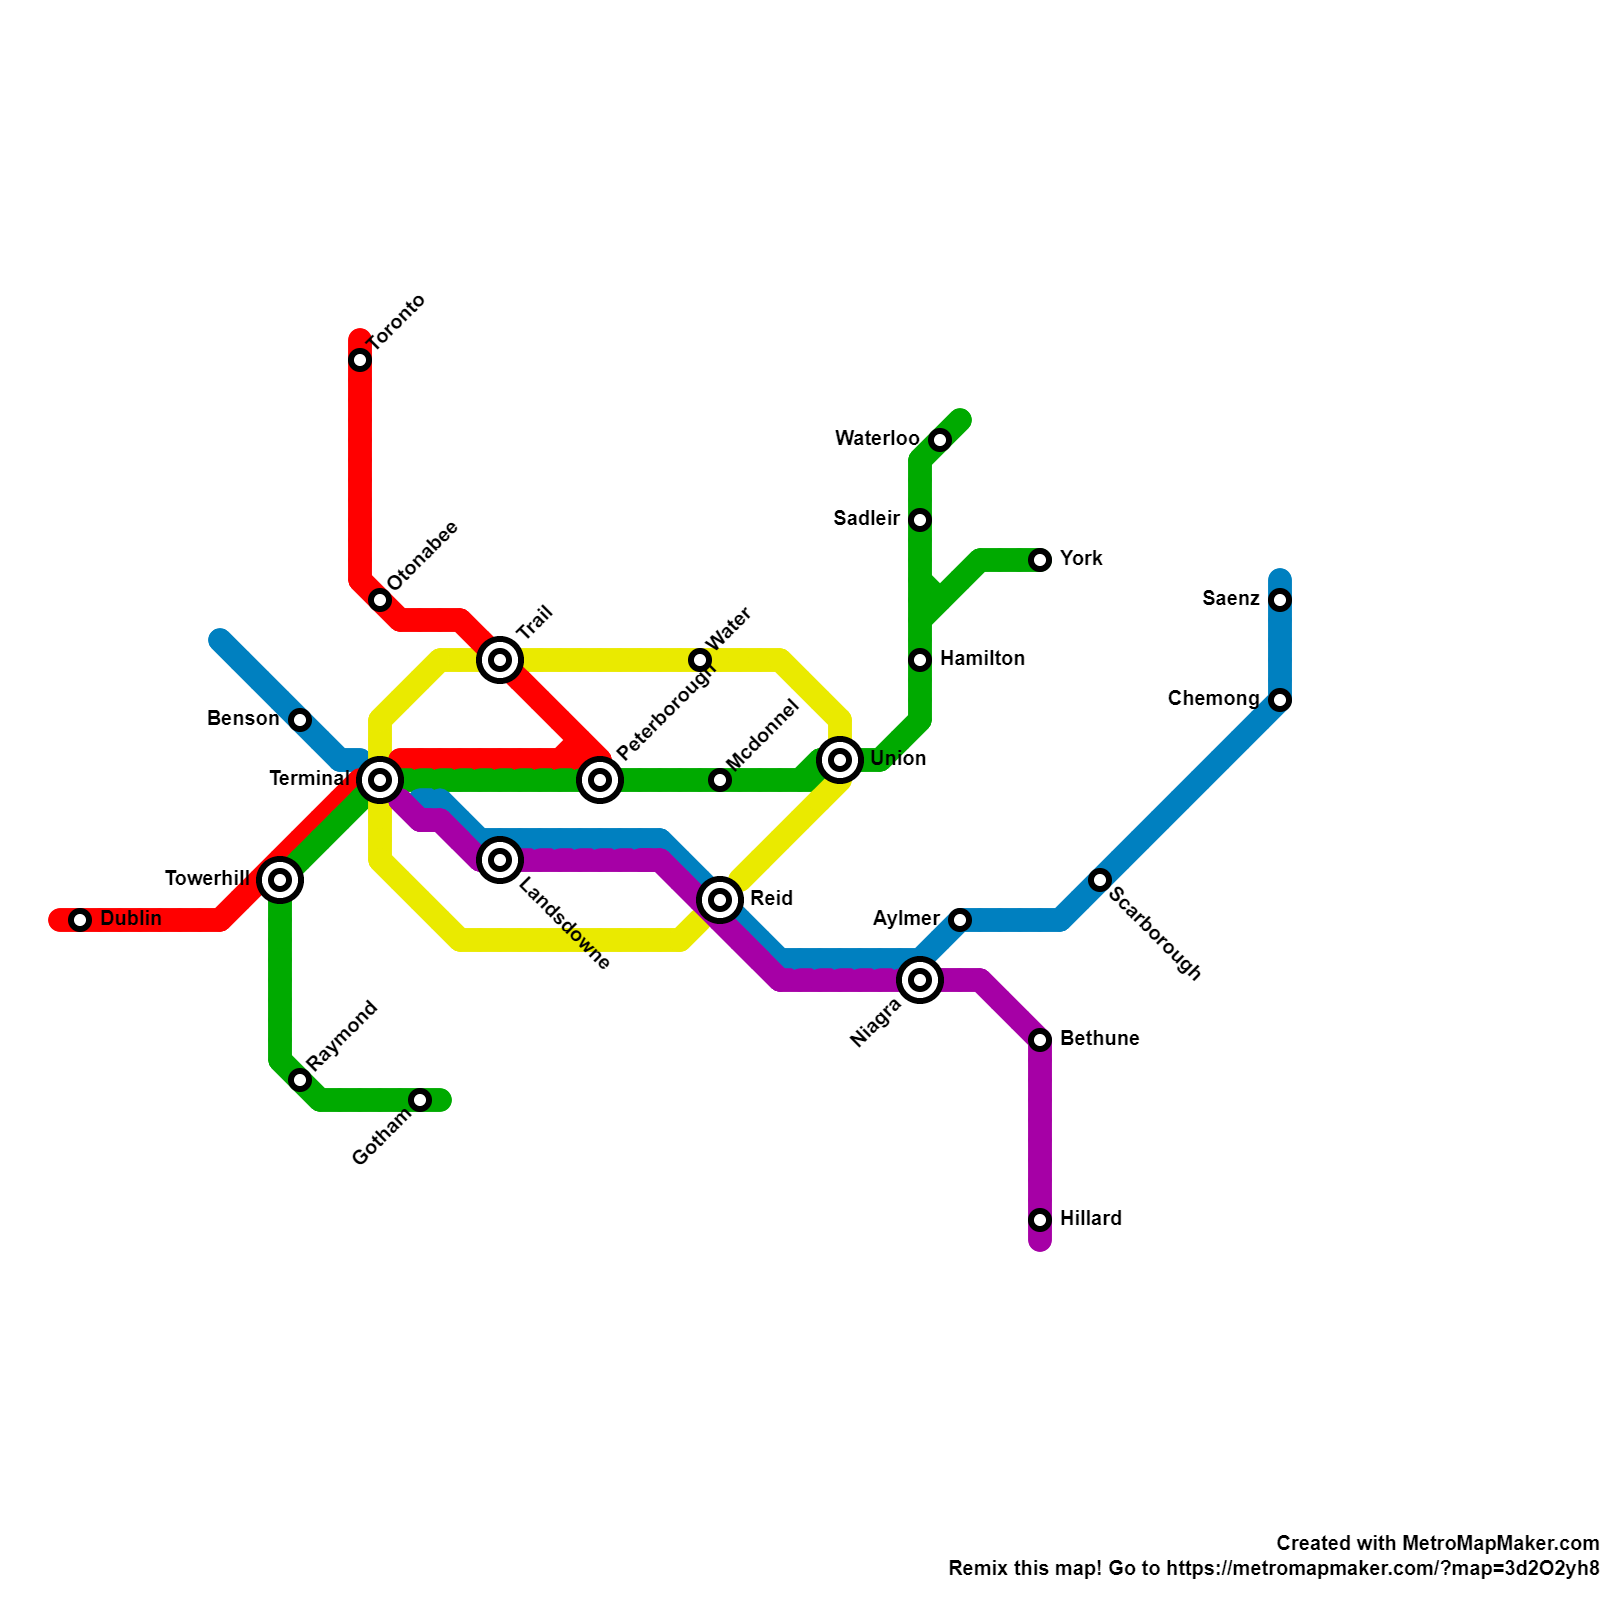 Toronto
Waterloo
Sadleir
Otonabee
York
Saenz
Trail
Water
Hamilton
Chemong
Benson
Peterborough
Mcdonnel
Union
Terminal
Towerhill
Landsdowne
Reid
Scarborough
Dublin
Aylmer
Niagra
Raymond
Bethune
Gotham
Hillard
Created with MetroMapMaker.com
Remix this map! Go to https://metromapmaker.com/?map=3d2O2yh8